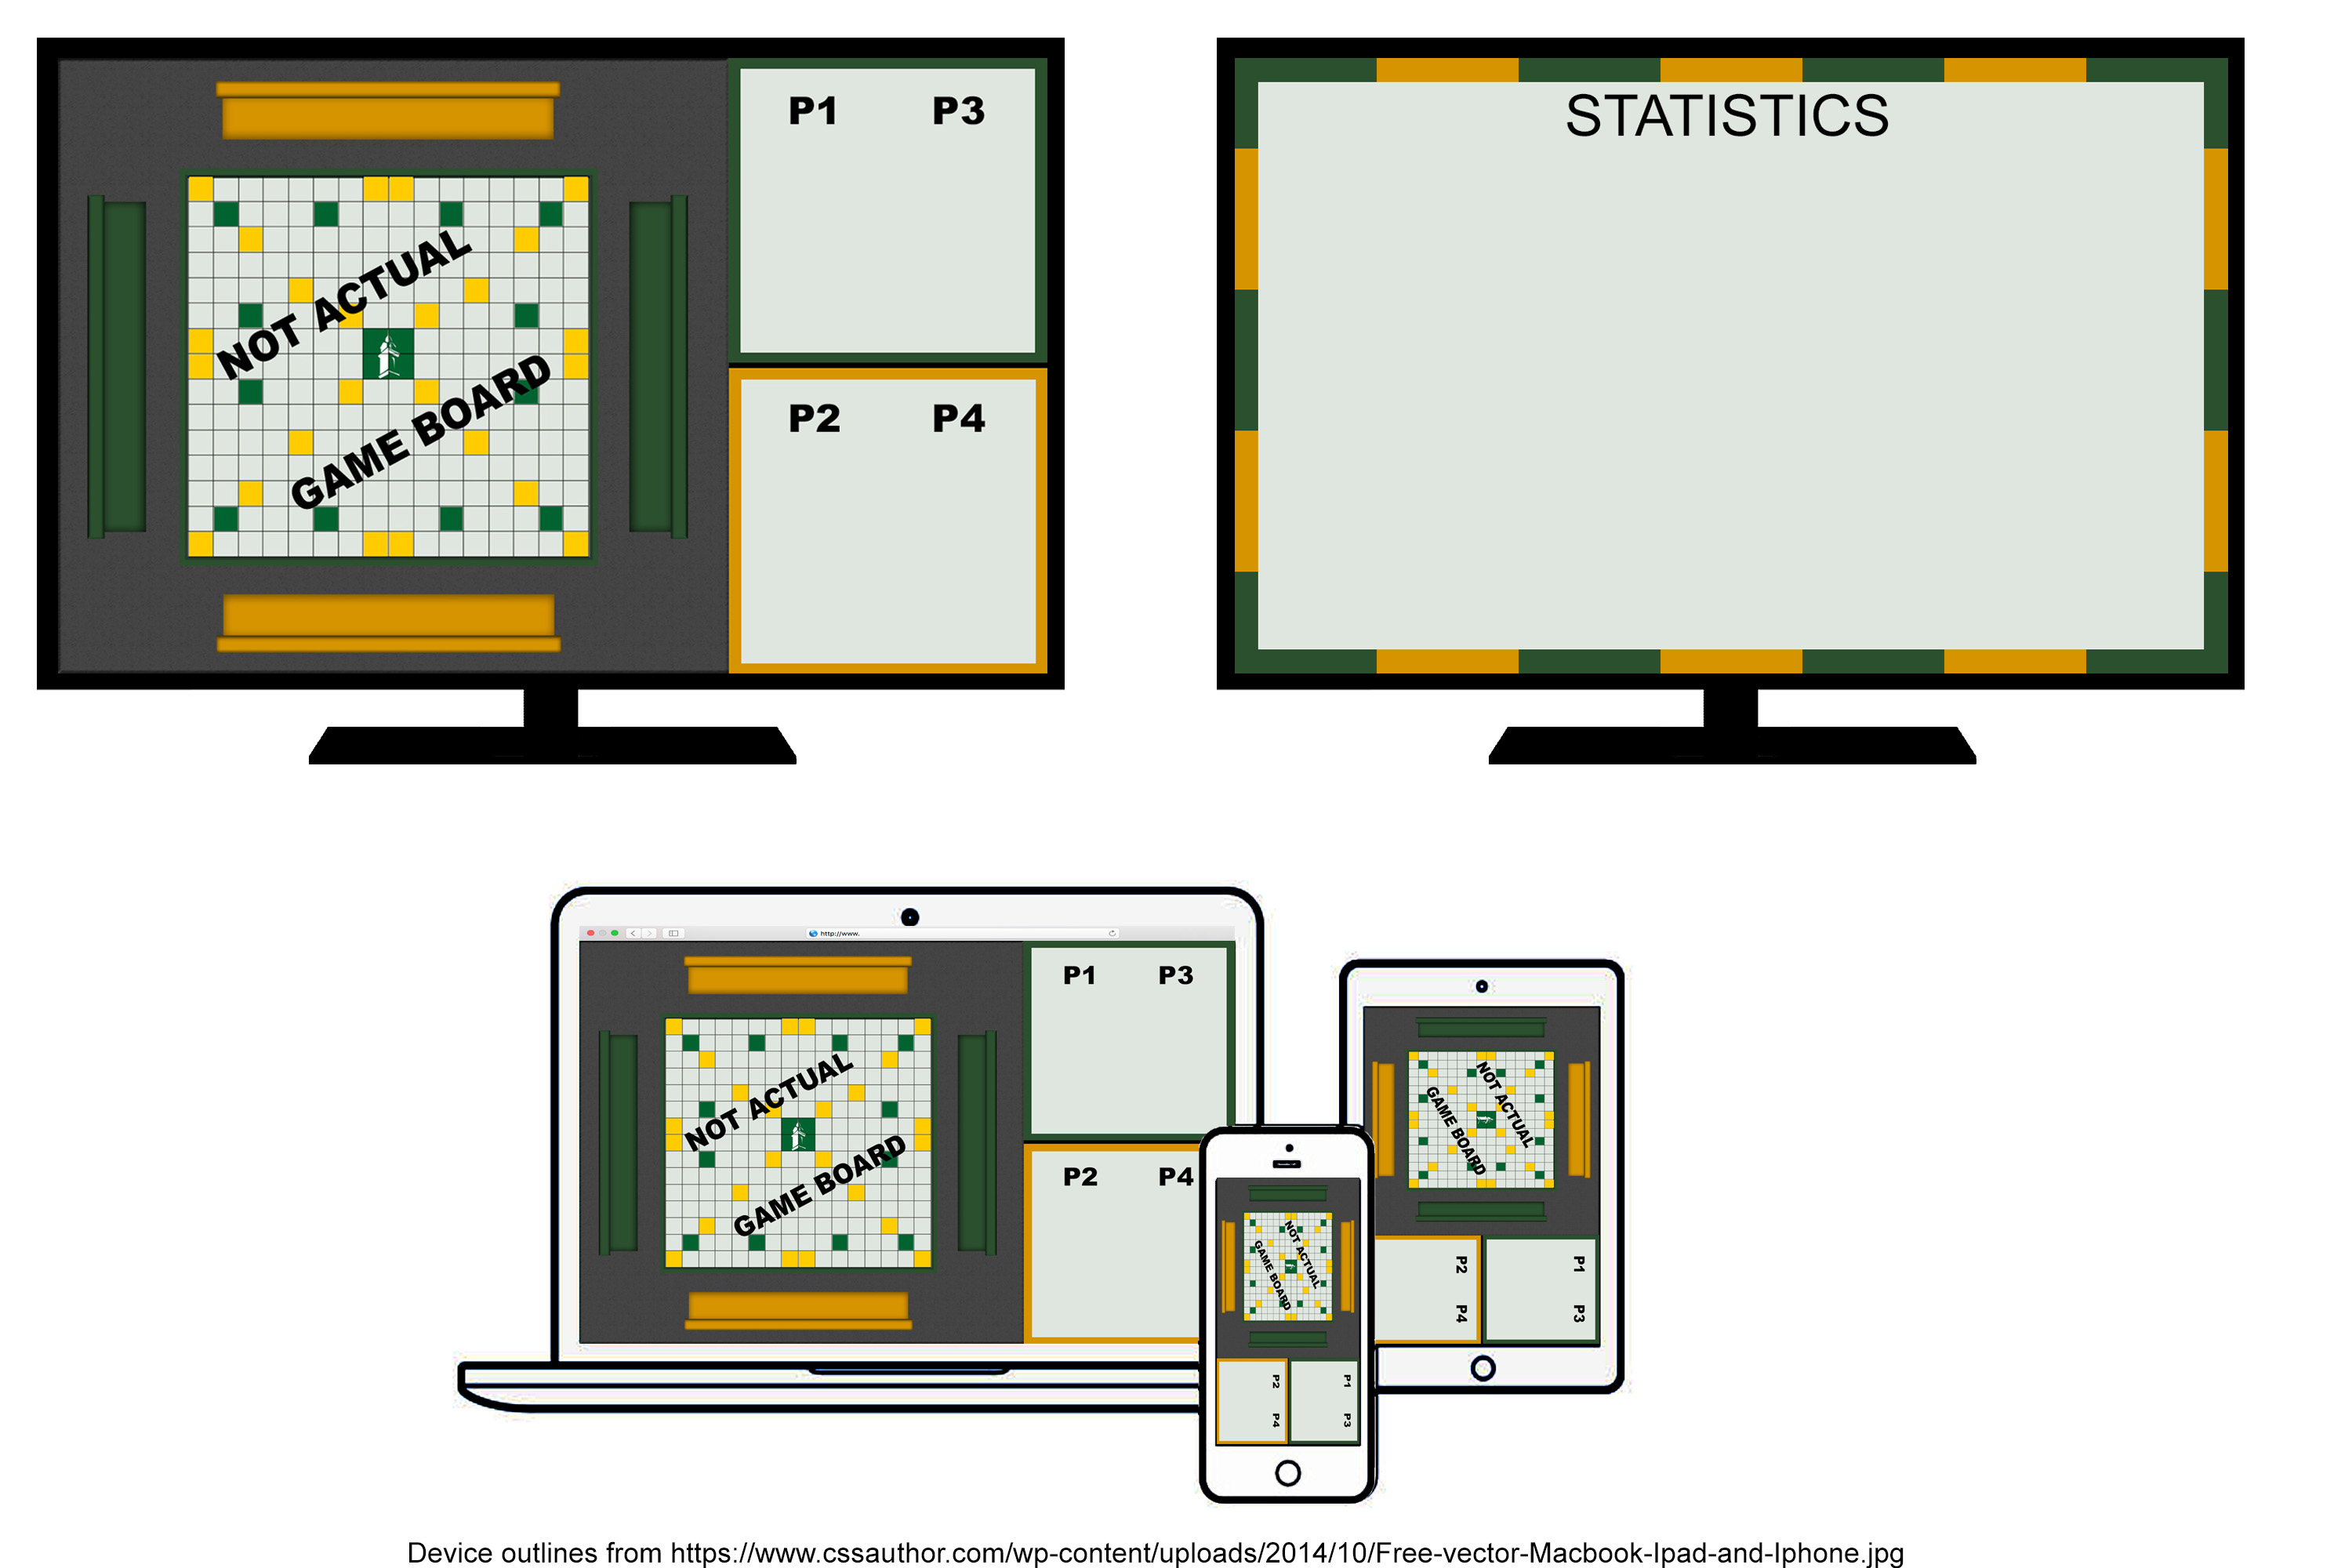 P1 P3
NOT ACTUAL
GAME BOARD
P2 P4
STATISTICS
http://www.
P1 P3
NOT ACTUAL
GAME BOARD
P2 P4
NOT ACTUAL
GAME BOARD
P2 P1
P4 P3
NOT ACTUAL
GAME BOARD
P2 P1
P4 P3
Device outlines from https://www.cssauthor.com/wp-content/uploads/2014/10/Free-vector-Macbook-Ipad-and-Iphone.jpg